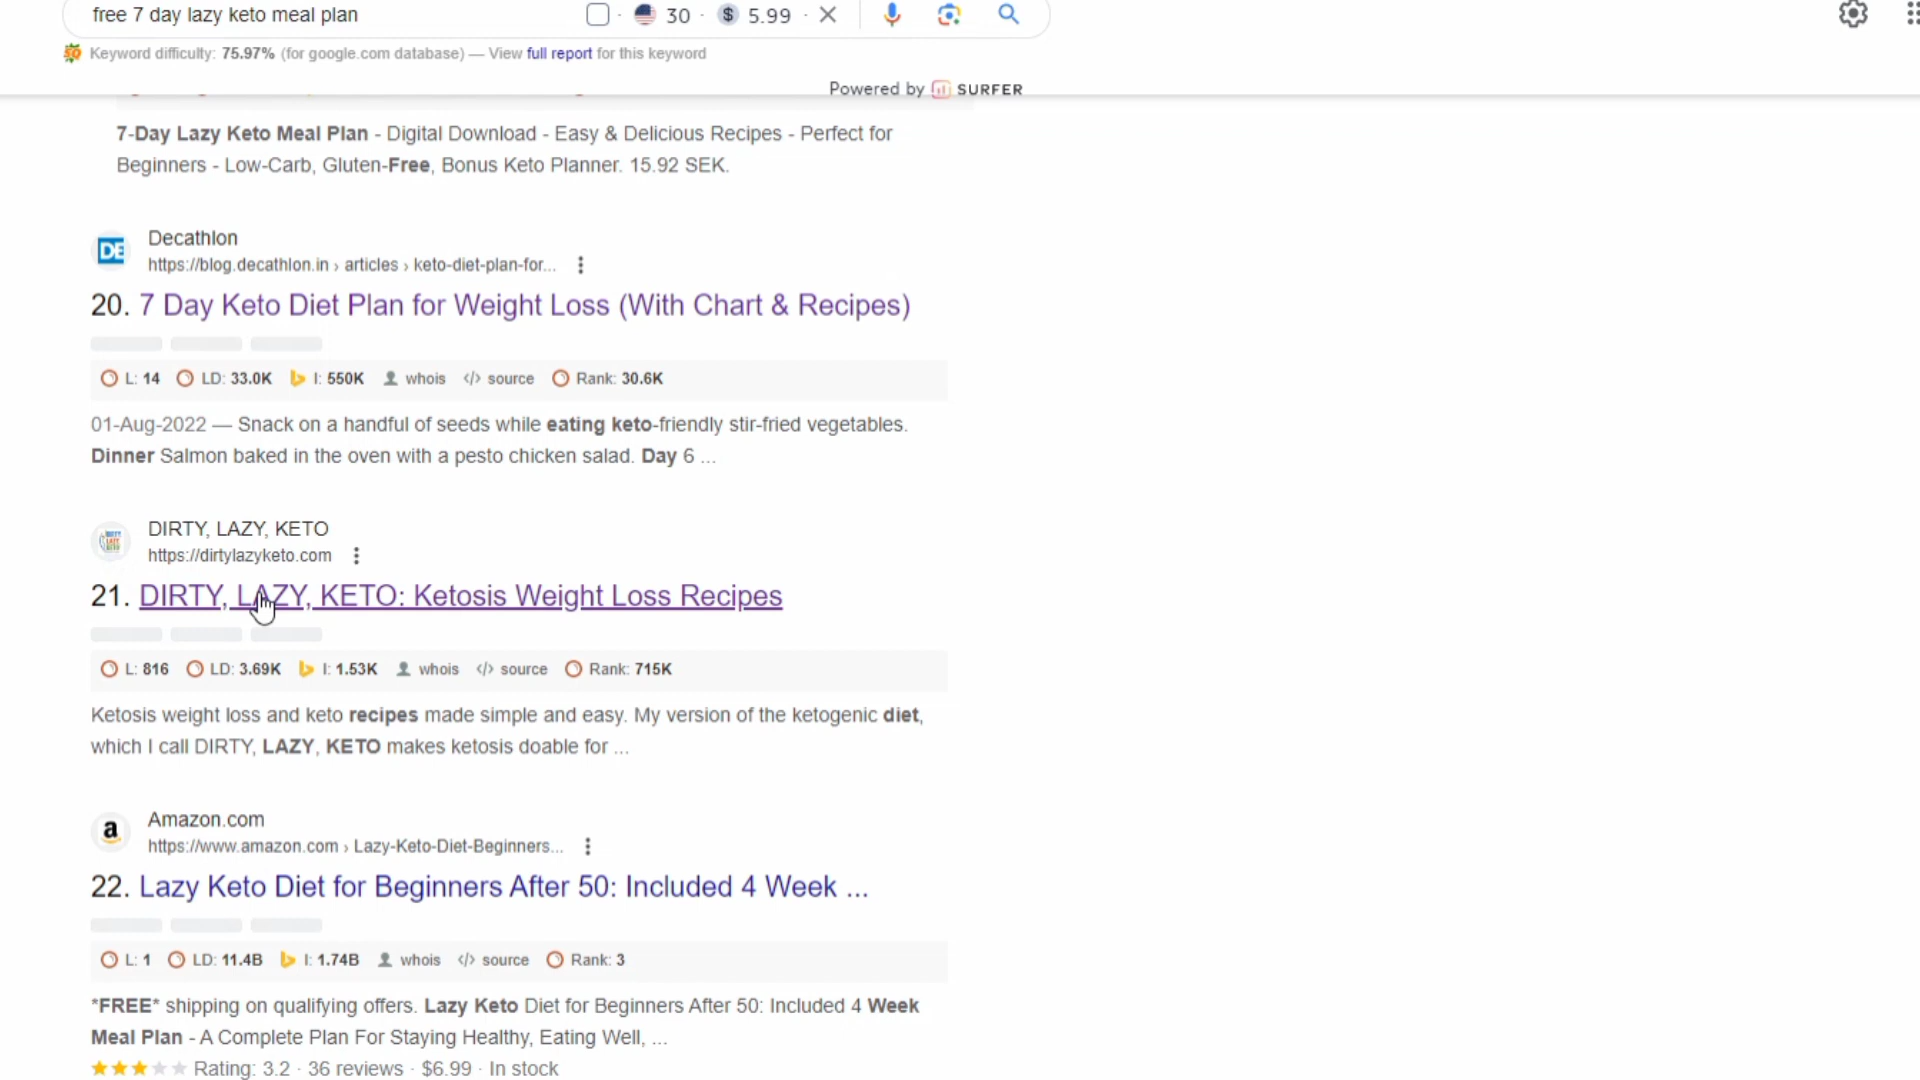 free 7 day lazy keto meal plan
30 · 5.99 ·
Keyword difficulty: 75.97% (for google.com database) — View full report for this keyword
Powered by SURFER
7-Day Lazy Keto Meal Plan - Digital Download - Easy & Delicious Recipes - Perfect for
Beginners - Low-Carb, Gluten-Free, Bonus Keto Planner. 15.92 SEK.
DE
Decathlon
https://blog.decathlon.in › articles › keto-diet-plan-for...
20. 7 Day Keto Diet Plan for Weight Loss (With Chart & Recipes)
L: 14 LD: 33.0K I: 550K whois </> source Rank: 30.6K
01-Aug-2022 — Snack on a handful of seeds while eating keto-friendly stir-fried vegetables.
Dinner Salmon baked in the oven with a pesto chicken salad. Day 6 ...
DIRTY, LAZY, KETO
https://dirtylazyketo.com
21. DIRTY, LAZY, KETO: Ketosis Weight Loss Recipes
L: 816 LD: 3.69K I: 1.53K whois </> source Rank: 715K
Ketosis weight loss and keto recipes made simple and easy. My version of the ketogenic diet,
which I call DIRTY, LAZY, KETO makes ketosis doable for ...
a
Amazon.com
https://www.amazon.com › Lazy-Keto-Diet-Beginners...
22. Lazy Keto Diet for Beginners After 50: Included 4 Week ...
L: 1 LD: 11.4B I: 1.74B whois </> source Rank: 3
*FREE* shipping on qualifying offers. Lazy Keto Diet for Beginners After 50: Included 4 Week
Meal Plan - A Complete Plan For Staying Healthy, Eating Well, ...
Rating: 3.2 · 36 reviews · $6.99 · In stock